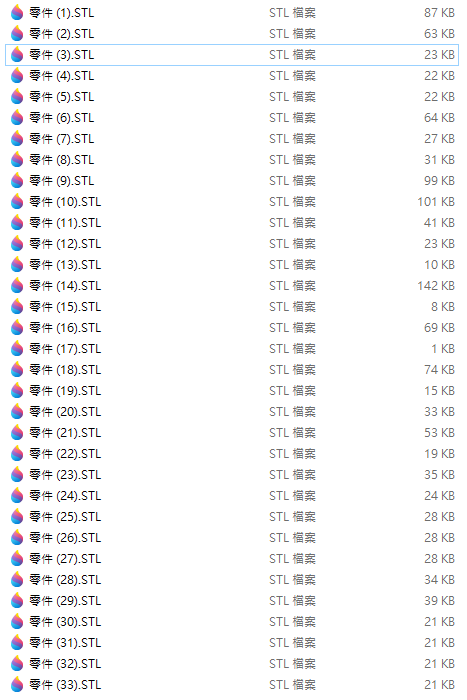 零件 (1).STL STL 檔案 87 KB
零件 (2).STL STL 檔案 63 KB
零件 (3).STL STL 檔案 23 KB
零件 (4).STL STL 檔案 22 KB
零件 (5).STL STL 檔案 22 KB
零件 (6).STL STL 檔案 64 KB
零件 (7).STL STL 檔案 27 KB
零件 (8).STL STL 檔案 31 KB
零件 (9).STL STL 檔案 99 KB
零件 (10).STL STL 檔案 101 KB
零件 (11).STL STL 檔案 41 KB
零件 (12).STL STL 檔案 23 KB
零件 (13).STL STL 檔案 10 KB
零件 (14).STL STL 檔案 142 KB
零件 (15).STL STL 檔案 8 KB
零件 (16).STL STL 檔案 69 KB
零件 (17).STL STL 檔案 1 KB
零件 (18).STL STL 檔案 74 KB
零件 (19).STL STL 檔案 15 KB
零件 (20).STL STL 檔案 33 KB
零件 (21).STL STL 檔案 53 KB
零件 (22).STL STL 檔案 19 KB
零件 (23).STL STL 檔案 35 KB
零件 (24).STL STL 檔案 24 KB
零件 (25).STL STL 檔案 28 KB
零件 (26).STL STL 檔案 28 KB
零件 (27).STL STL 檔案 28 KB
零件 (28).STL STL 檔案 34 KB
零件 (29).STL STL 檔案 39 KB
零件 (30).STL STL 檔案 21 KB
零件 (31).STL STL 檔案 21 KB
零件 (32).STL STL 檔案 21 KB
零件 (33).STL STL 檔案 21 KB